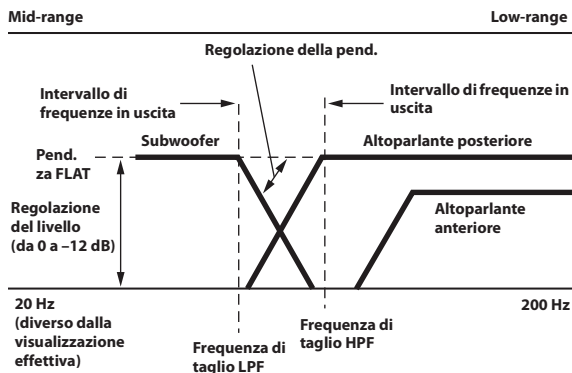 Mid-range
Low-range
Regolazione della pend.
Intervallo di
frequenze in uscita
Intervallo di frequenze in
uscita
Subwoofer
Altoparlante posteriore
Pend.
za FLAT
Regolazione
del livello
(da 0 a –12 dB)
Altoparlante
anteriore
20 Hz
(diverso dalla
visualizzazione
effettiva)
200 Hz
Frequenza di
taglio LPF
Frequenza di
taglio HPF